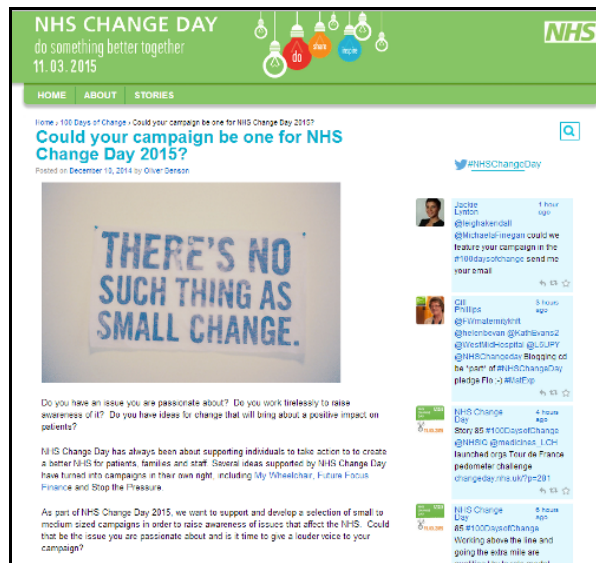 NHS CHANGE DAY
do something better together
11.03.2015
do
share
inspire
NHS
HOME ABOUT STORIES
Home › 100 Days of Change › Could your campaign be one for NHS Change Day 2015?
Could your campaign be one for NHS
Change Day 2015?
Posted on December 10, 2014 by Oliver Benson
THERE'S NO
SUCH THING AS
SMALL CHANGE.
Do you have an issue you are passionate about? Do you work tirelessly to raise
awareness of it? Do you have ideas for change that will bring about a positive impact on
patients?
NHS Change Day has always been about supporting individuals to take action to to create
a better NHS for patients, families and staff. Several ideas supported by NHS Change Day
have turned into campaigns in their own right, including My Wheelchair, Future Focus
Finance and Stop the Pressure.
As part of NHS Change Day 2015, we want to support and develop a selection of small to
medium sized campaigns in order to raise awareness of issues that affect the NHS. Could
that be the issue you are passionate about and is it time to give a louder voice to your
campaign?
#NHSChangeDay
Jackie Lynton 1 hour ago
@leighakendall
@MichaelaFinegan could we
feature your campaign in the
#100daysofchange send me
your email
Gill Phillips 3 hours ago
@FWmaternitykhft
@helenbevan @KathEvans2
@WestMidHospital
@NHSChangeday Blogging cd
be *part* of #NHSChangeDay
pledge Flo ;-) #MatExp
NHS Change Day 4 hours ago
Story 85 #100DaysofChange
@NHSIQ @medicines_LCH
launched orgs Tour de France
pedometer challenge
changeday.nhs.uk/?p=291
NHS Change Day 6 hours ago
85 #100DaysofChange
Working above the line and
going the extra mile are